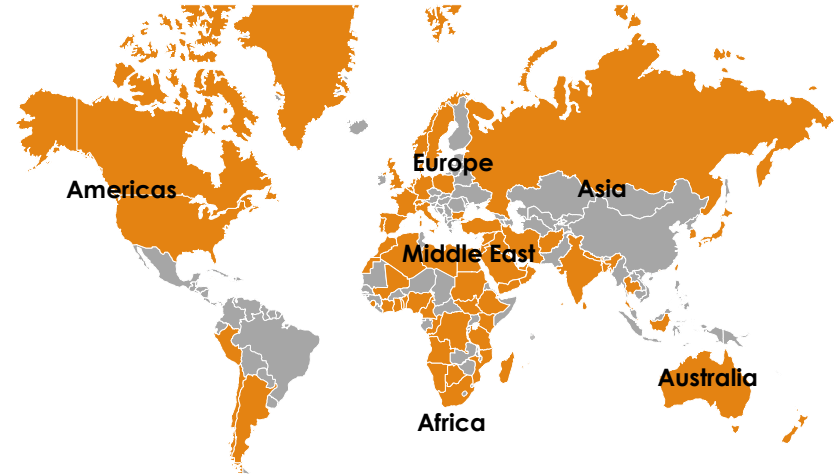 Europe
Americas
Asia
Middle East
Australia
Africa